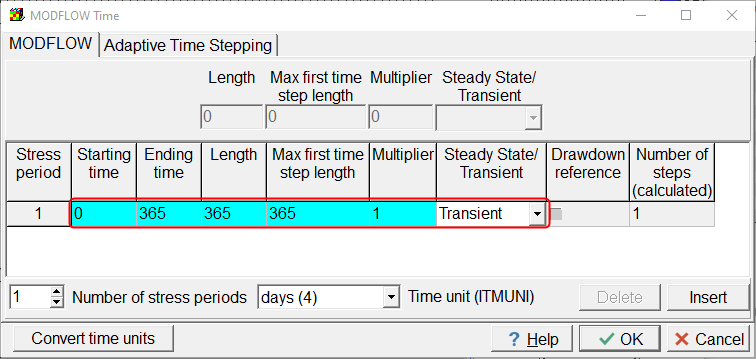 MODFLOW Time
MODFLOW Adaptive Time Stepping
Length Max first time step length Multiplier Steady State/ Transient
0 0 0
Stress period Starting time Ending time Length Max first time step length Multiplier Steady State/ Transient Drawdown reference Number of steps (calculated)
1 0 365 365 365 1 Transient 1
1 Number of stress periods days (4) Time unit (ITMUNI) Delete Insert
Convert time units ? Help OK Cancel